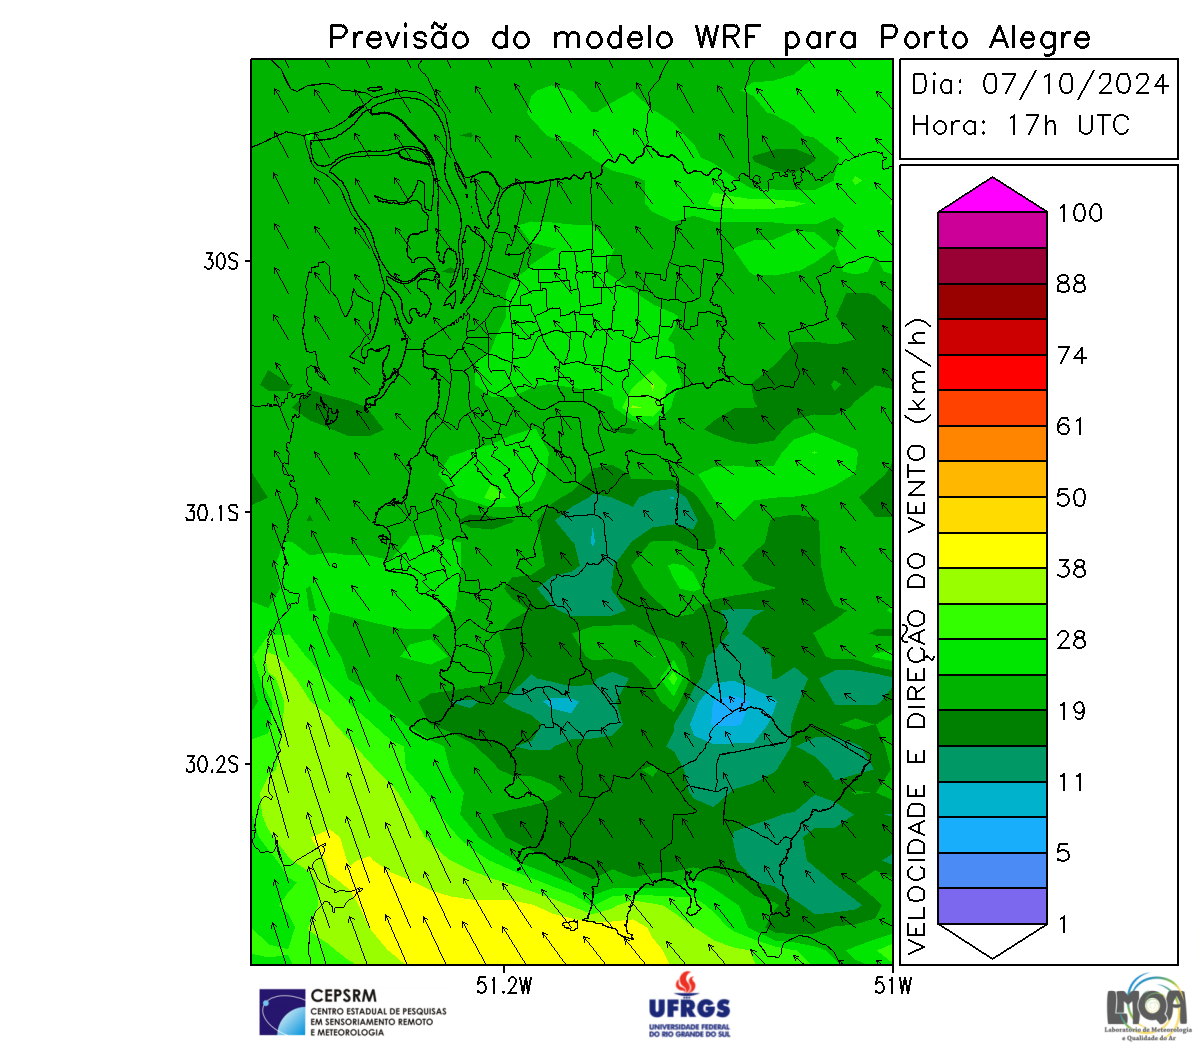 Previsão do modelo WRF para Porto Alegre
Dia: 07/10/2024
Hora: 17h UTC
100
88
74
61
50
38
28
19
11
5
1
VELOCIDADE E DIREÇÃO DO VENTO (km/h)
30S
30.1S
30.2S
51.2W
51W
CEPSRM
CENTRO ESTADUAL DE PESQUISAS
EM SENSORIAMENTO REMOTO
E METEOROLOGIA
UFRGS
UNIVERSIDADE FEDERAL
DO RIO GRANDE DO SUL
LMQA
Laboratório de Meteorologia
e Qualidade do Ar